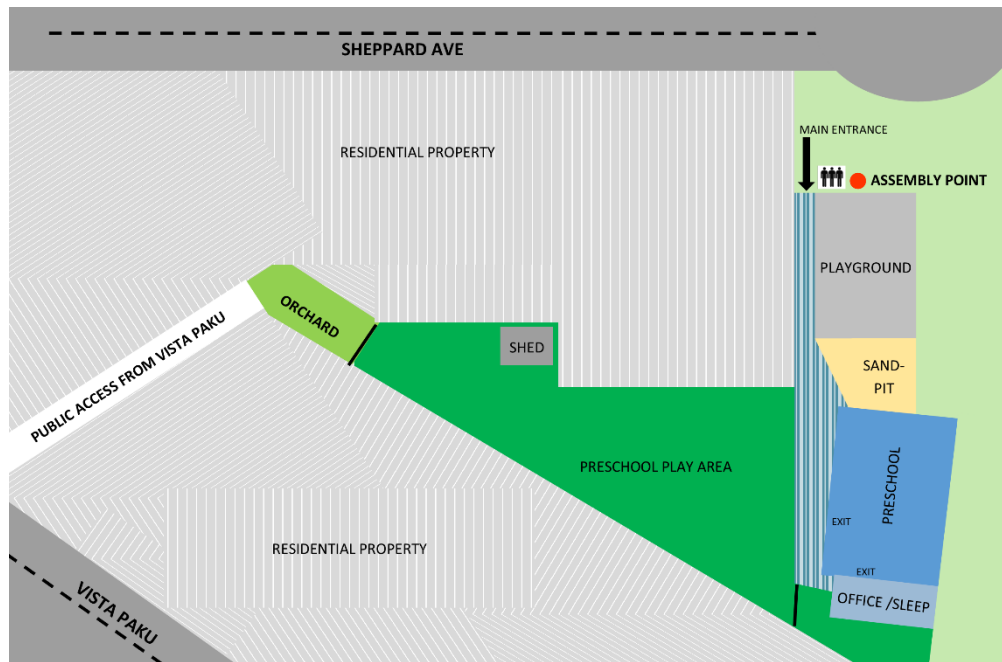 SHEPPARD AVE
MAIN ENTRANCE
RESIDENTIAL PROPERTY
ASSEMBLY POINT
PLAYGROUND
ORCHARD
SHED
SAND-
PIT
PUBLIC ACCESS FROM VISTA PAKU
PRESCHOOL PLAY AREA
PRESCHOOL
EXIT
RESIDENTIAL PROPERTY
EXIT
OFFICE /SLEEP
VISTA PAKU